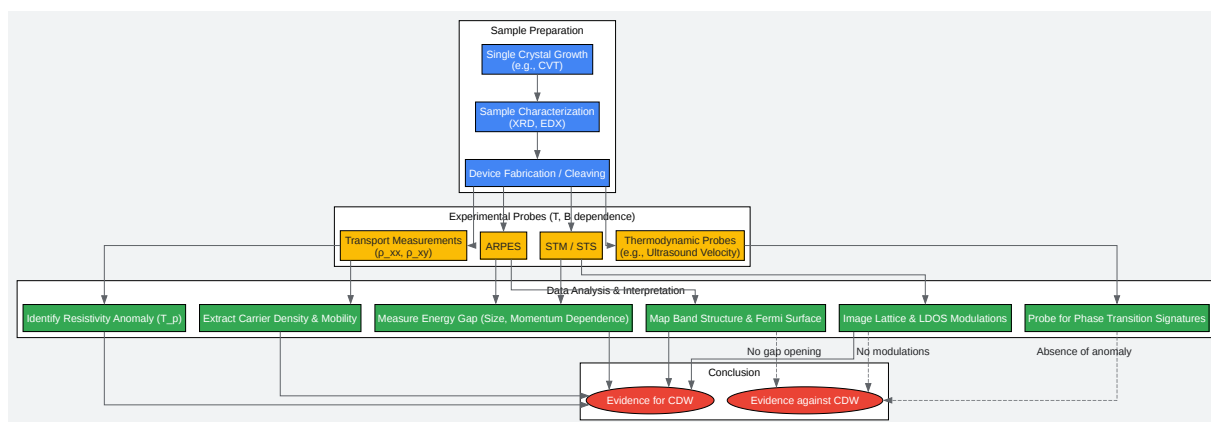 Sample Preparation
Single Crystal Growth
(e.g., CVT)
Sample Characterization
(XRD, EDX)
Device Fabrication / Cleaving
Experimental Probes (T, B dependence)
Transport Measurements
(ρ_xx, ρ_xy)
ARPES
STM / STS
Thermodynamic Probes
(e.g., Ultrasound Velocity)
Data Analysis & Interpretation
Identify Resistivity Anomaly (T_p)
Extract Carrier Density & Mobility
Measure Energy Gap (Size, Momentum Dependence)
Map Band Structure & Fermi Surface
Image Lattice & LDOS Modulations
Probe for Phase Transition Signatures
No gap opening
No modulations
Absence of anomaly
Conclusion
Evidence for CDW
Evidence against CDW